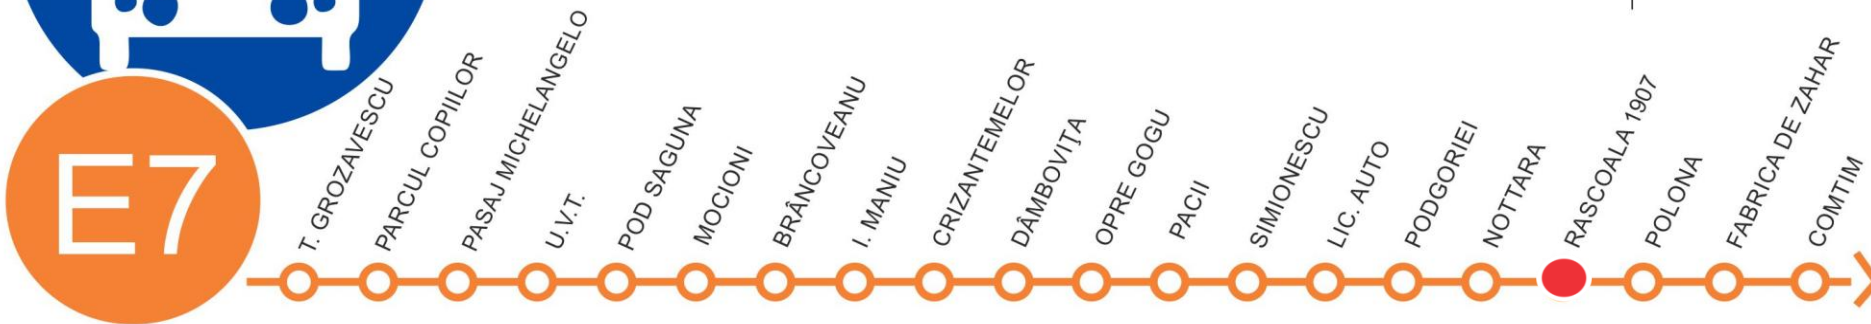 E7
T. GROZAVESCU
PARCUL COPIILOR
PASAJ MICHELANGELO
U.V.T.
POD SAGUNA
MOCIONI
BRÂNCOVEANU
I. MANIU
CRIZANTEMELOR
DÂMBOVIŢA
OPRE GOGU
PACII
SIMIONESCU
LIC. AUTO
PODGORIEI
NOTTARA
RASCOALA 1907
POLONA
FABRICA DE ZAHAR
COMTIM